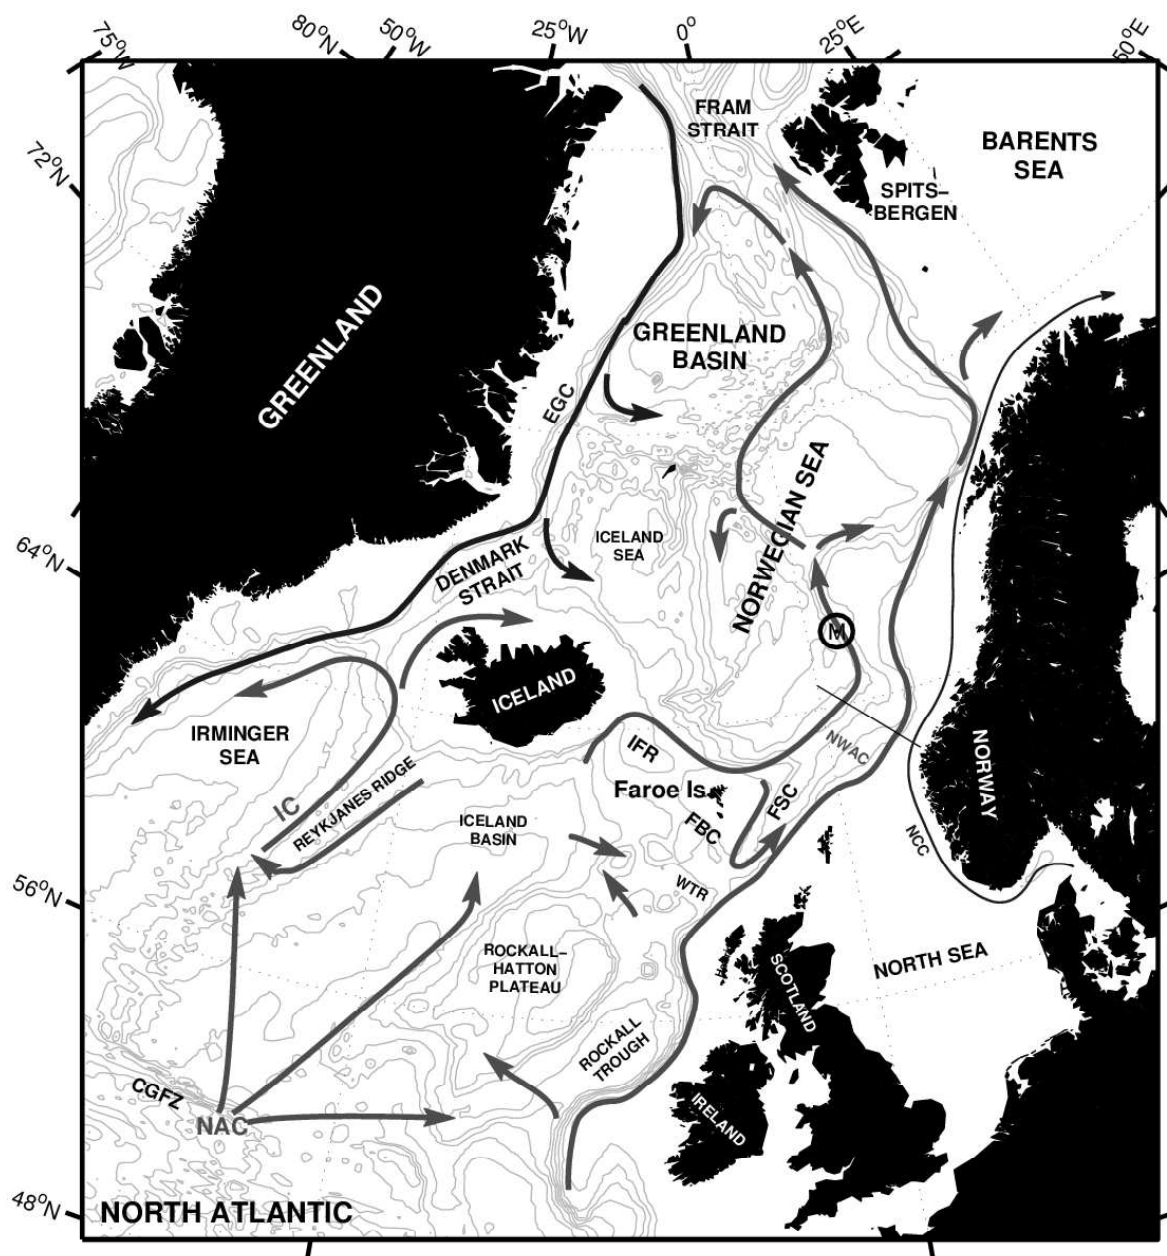 75°W
80°N
50°W
25°W
0°
25°E
50°E
72°N
64°N
56°N
48°N
FRAM
STRAIT
BARENTS
SEA
SPITS–
BERGEN
GREENLAND
GREENLAND
BASIN
EGC
NORWEGIAN SEA
ICELAND
SEA
DENMARK
STRAIT
M
ICELAND
IRMINGER
SEA
IFR
NWAC
NORWAY
Faroe Is.
FSC
IC
REYKJANES RIDGE
ICELAND
BASIN
FBC
NCC
WTR
ROCKALL–
HATTON
PLATEAU
SCOTLAND
NORTH SEA
ROCKALL
TROUGH
CGFZ
NAC
IRELAND
NORTH ATLANTIC